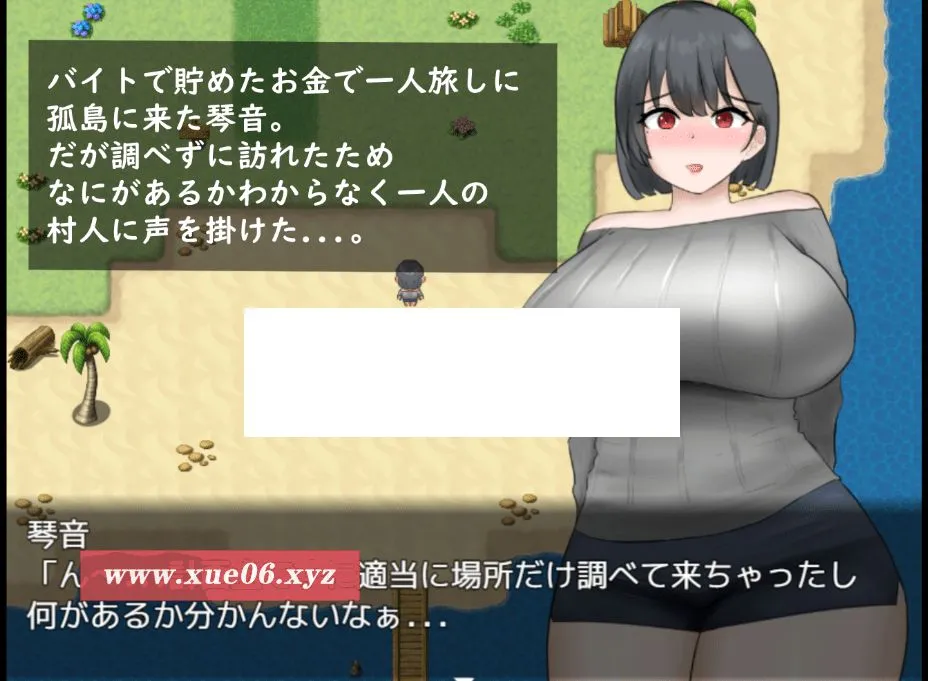 バイトで貯めたお金で一人旅しに
孤島に来た琴音。
だが調べずに訪れたため
なにがあるかわからなく一人の
村人に声を掛けた...。
琴音
「ん
www.xue06.xyz
適当に場所だけ調べて来ちゃったし
何があるか分かんないなぁ...